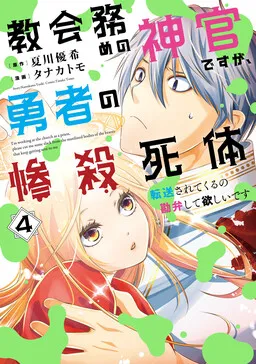 教会務めの神官ですが、
原作 夏川優希
漫画 タナカトモ
勇者の
惨殺死体
転送されてくるの
勘弁して欲しいです
4